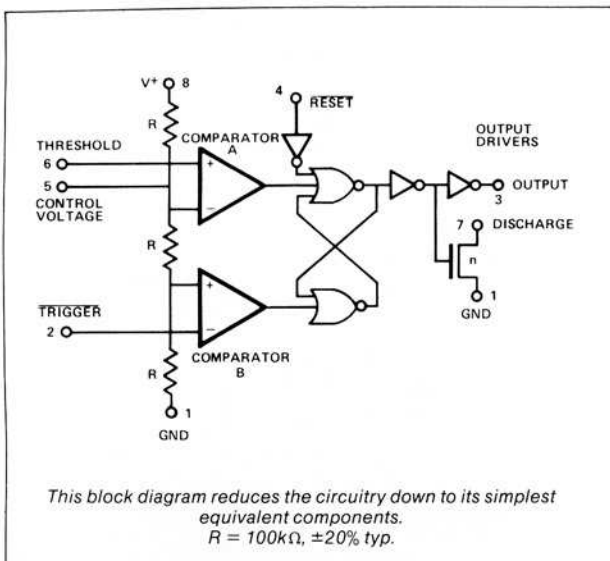 V+ 8
4
RESET
R
THRESHOLD
COMPARATOR
A
OUTPUT
DRIVERS
6
+
5
OUTPUT
3
CONTROL
VOLTAGE
−
7 DISCHARGE
R
n
+
TRIGGER
1
GND
2
−
COMPARATOR
B
R
1
GND
This block diagram reduces the circuitry down to its simplest
equivalent components.
R = 100kΩ, ±20% typ.